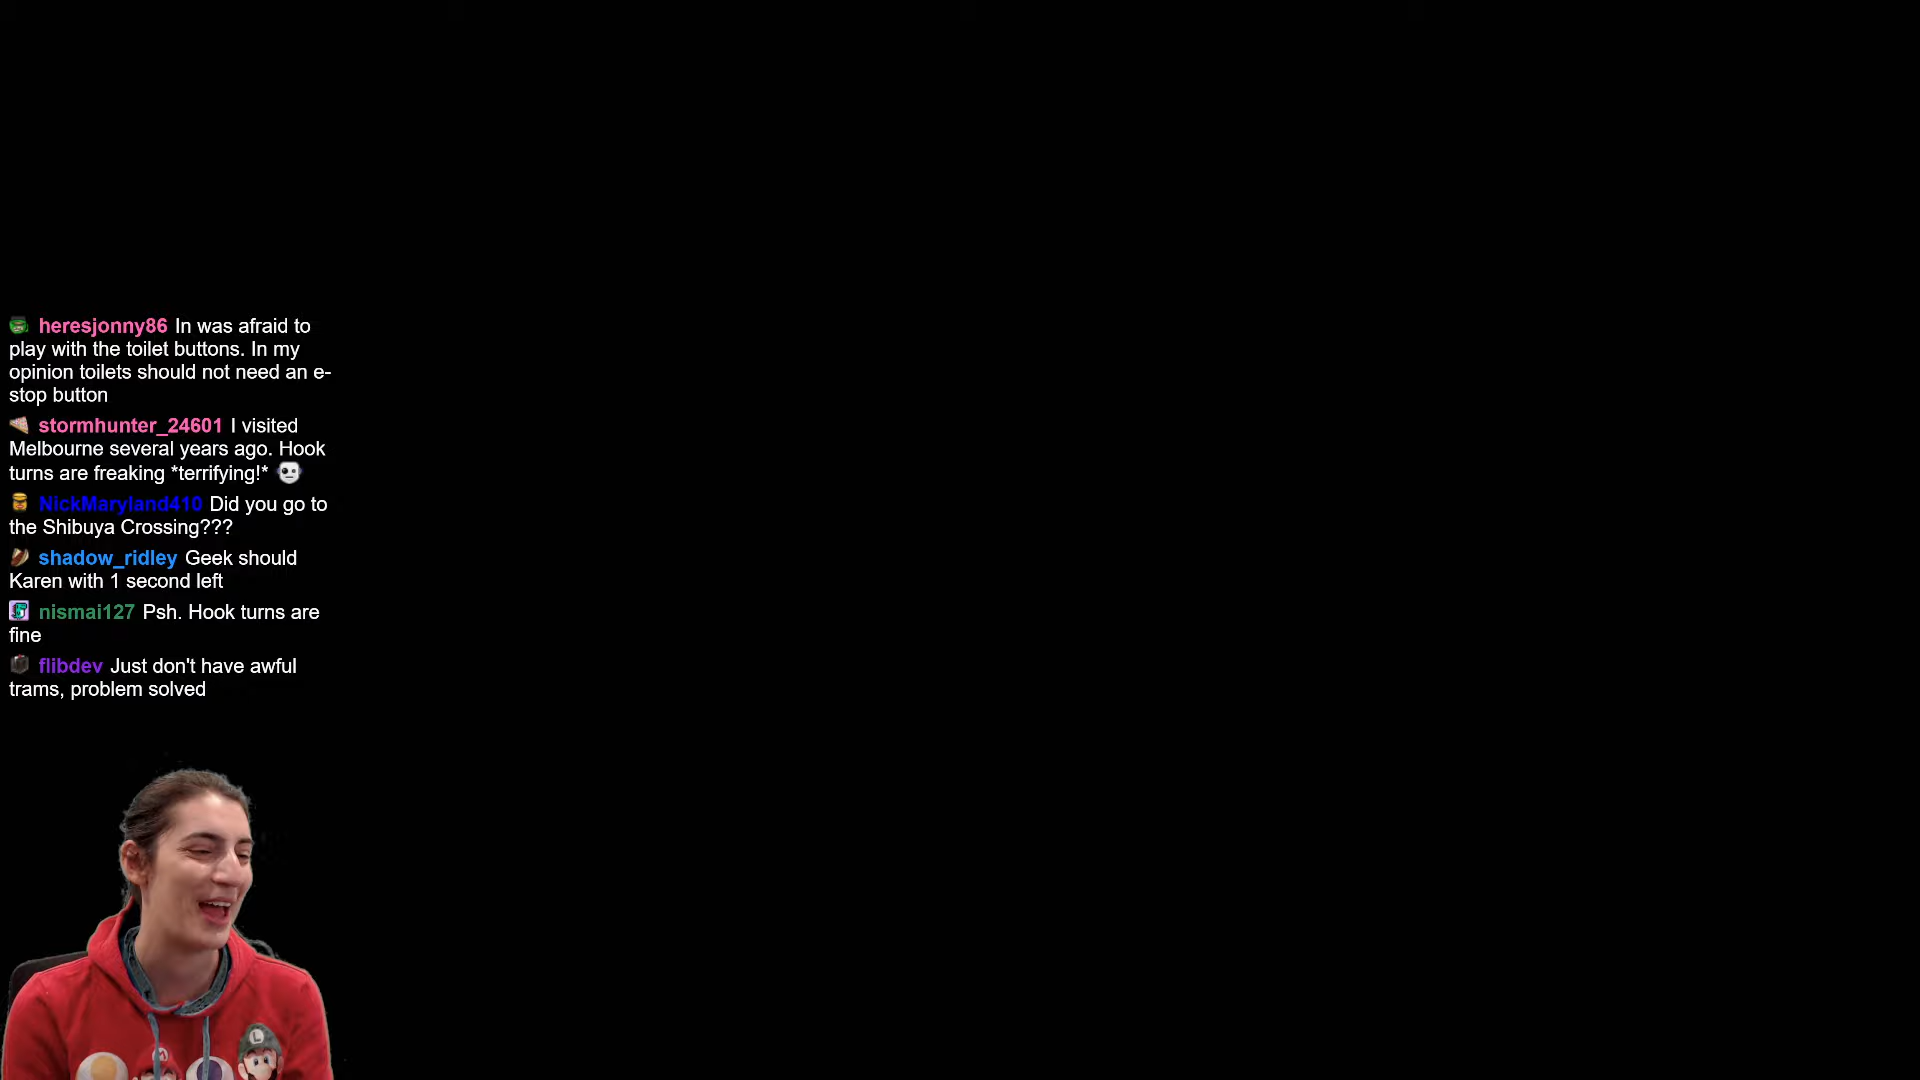 heresjonny86 In was afraid to
play with the toilet buttons. In my
opinion toilets should not need an e-
stop button
stormhunter_24601 I visited
Melbourne several years ago. Hook
turns are freaking *terrifying!*
NickMaryland410 Did you go to
the Shibuya Crossing???
shadow_ridley Geek should
Karen with 1 second left
nismai127 Psh. Hook turns are
fine
flibdev Just don't have awful
trams, problem solved
M
L